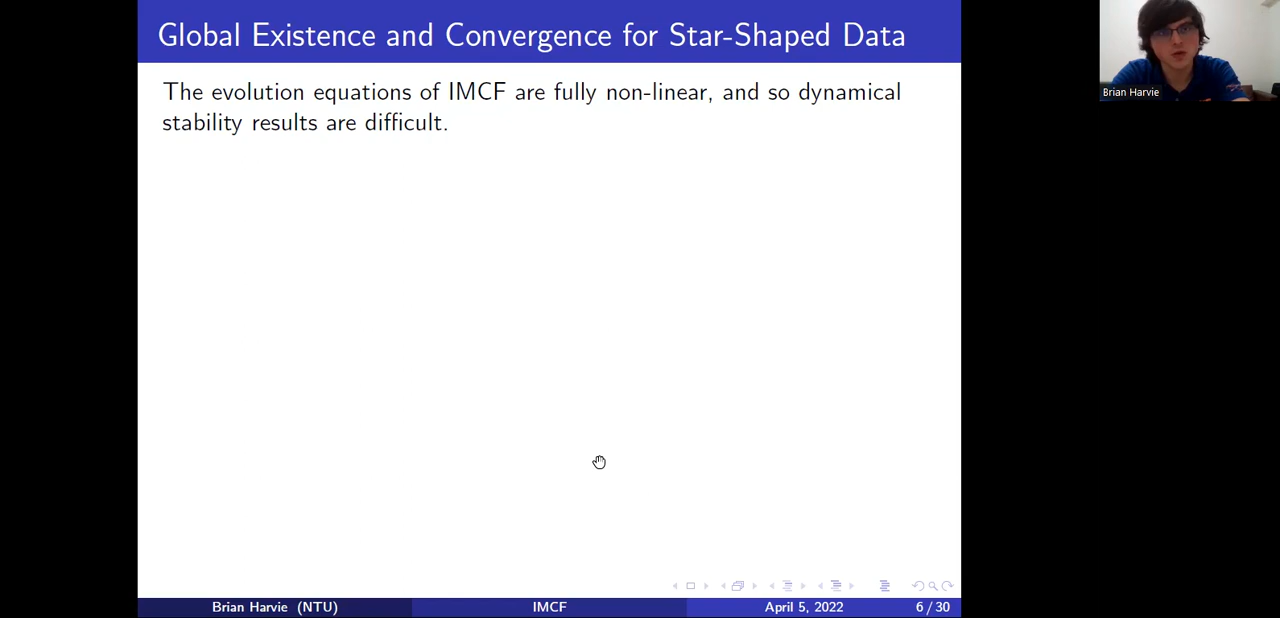 Global Existence and Convergence for Star-Shaped Data
Brian Harvie
The evolution equations of IMCF are fully non-linear, and so dynamical
stability results are difficult.
Brian Harvie (NTU) IMCF April 5, 2022 6 / 30